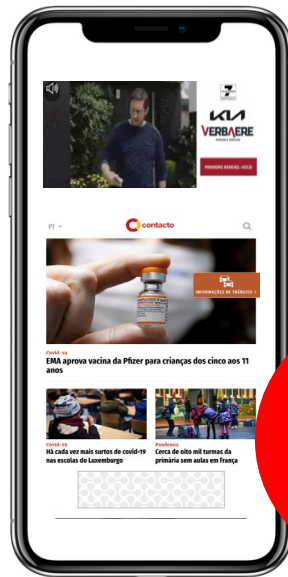 KIA
VERBAERE
PRENDRE RENDEZ-VOUS
PT
contacto
INFORMAÇÕES DE TRÂNSITO
Covid-19
EMA aprova vacina da Pfizer para crianças dos cinco aos 11
anos
Covid-19
Há cada vez mais surtos de covid-19
nas escolas do Luxemburgo
Pandemia
Cerca de oito mil turmas da
primária sem aulas em França